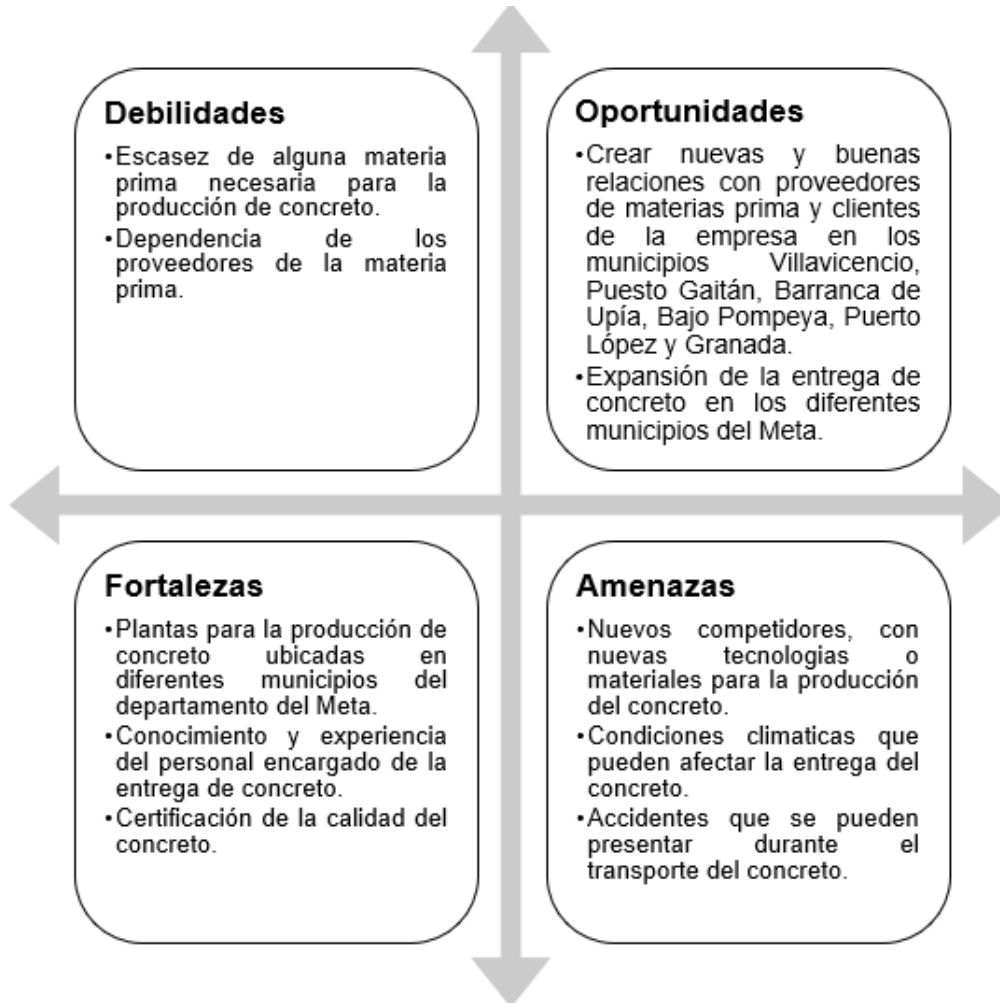 Debilidades
•Escasez de alguna materia
prima necesaria para la
producción de concreto.
•Dependencia de los
proveedores de la materia
prima.
Oportunidades
•Crear nuevas y buenas
relaciones con proveedores
de materias prima y clientes
de la empresa en los
municipios Villavicencio,
Puesto Gaitán, Barranca de
Upía, Bajo Pompeya, Puerto
López y Granada.
•Expansión de la entrega de
concreto en los diferentes
municipios del Meta.
Fortalezas
•Plantas para la producción de
concreto ubicadas en
diferentes municipios del
departamento del Meta.
•Conocimiento y experiencia
del personal encargado de la
entrega de concreto.
•Certificación de la calidad del
concreto.
Amenazas
•Nuevos competidores, con
nuevas tecnologias o
materiales para la producción
del concreto.
•Condiciones climaticas que
pueden afectar la entrega del
concreto.
•Accidentes que se pueden
presentar durante el
transporte del concreto.